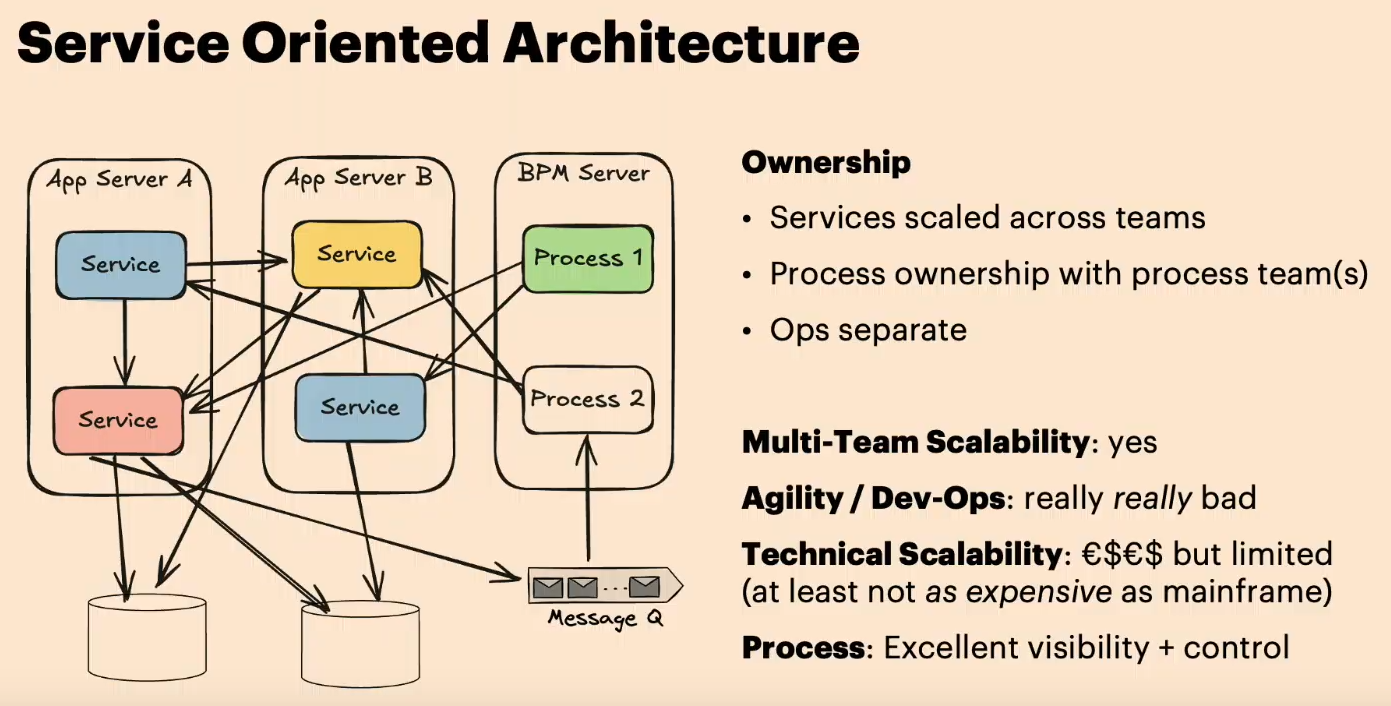 Service Oriented Architecture
App Server A
App Server B
BPM Server
Service
Service
Process 1
Service
Service
Process 2
Message Q
Ownership
• Services scaled across teams
• Process ownership with process team(s)
• Ops separate
Multi-Team Scalability: yes
Agility / Dev-Ops: really really bad
Technical Scalability: €$€$ but limited
(at least not as expensive as mainframe)
Process: Excellent visibility + control